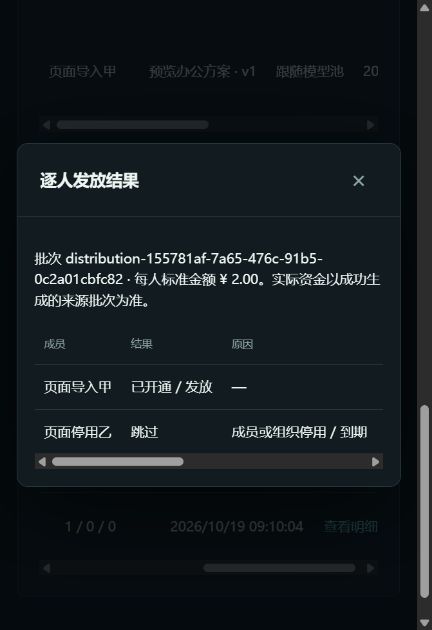 页面导入甲 预览办公方案 · v1 跟随模型池 20
逐人发放结果 ×
批次 distribution-155781af-7a65-476c-91b5-
0c2a01cbfc82 · 每人标准金额 ¥ 2.00。实际资金以成功生
成的来源批次为准。
成员 结果 原因
页面导入甲 已开通 / 发放 —
页面停用乙 跳过 成员或组织停用 / 到期
1 / 0 / 0 2026/10/19 09:10:04 查看明细